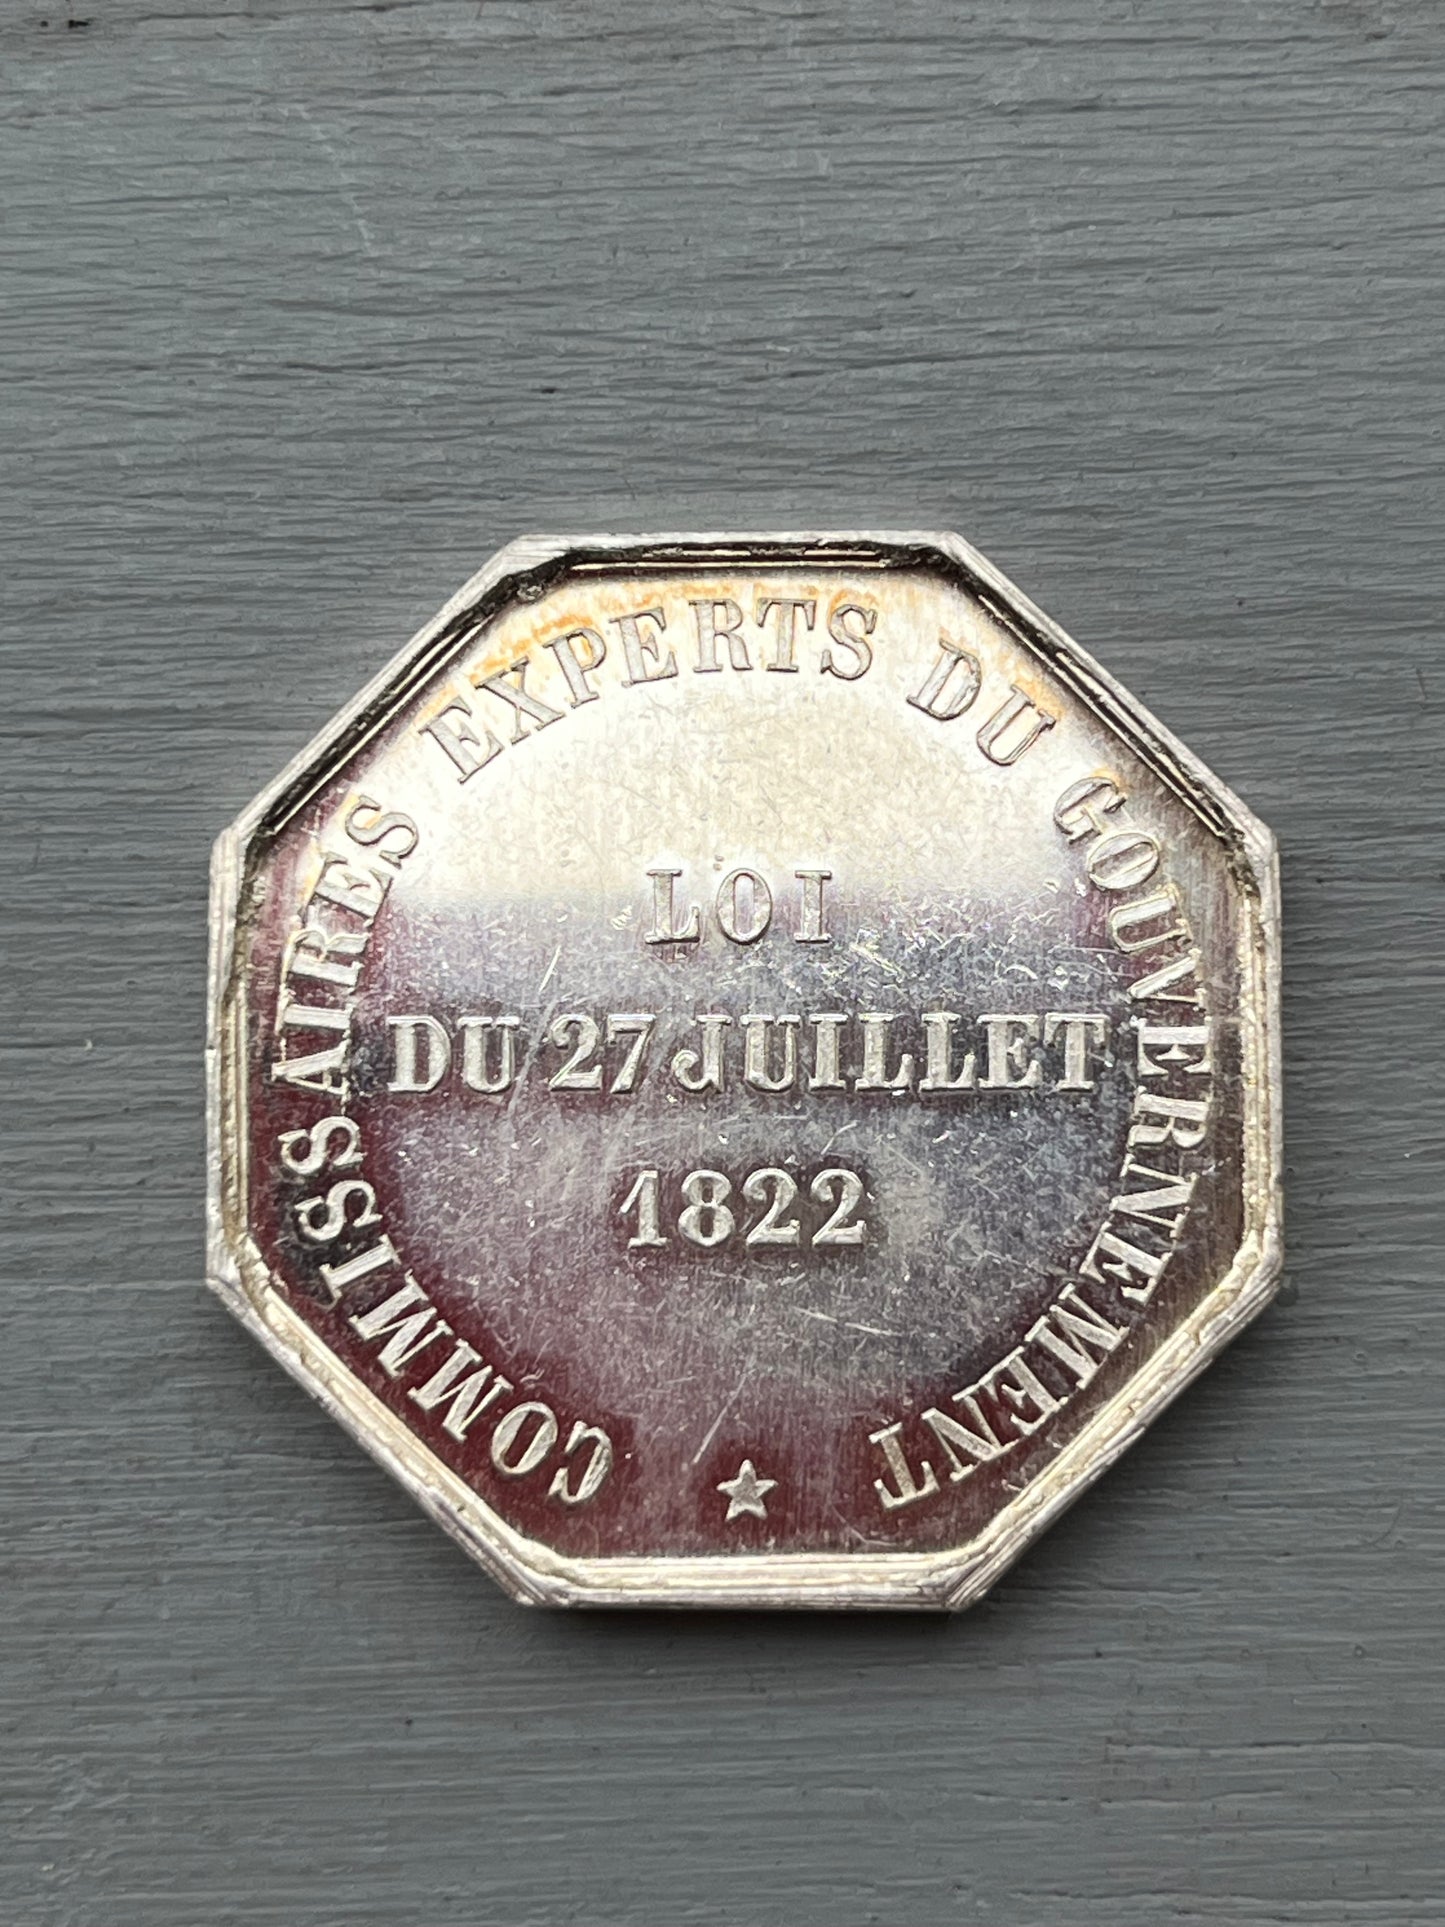 COMMISSAIRES EXPERTS DU GOUVERNEMENT
LOI
DU 27 JUILLET
1822